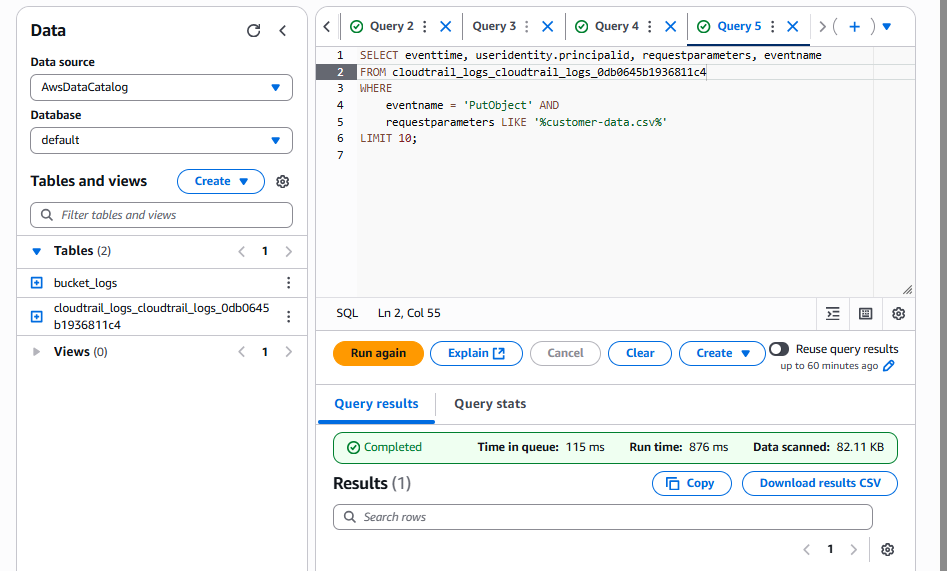 Data
Data source
AwsDataCatalog
Database
default
Tables and views
Create
Filter tables and views
Tables (2)
1
bucket_logs
cloudtrail_logs_cloudtrail_logs_0db0645
b1936811c4
Views (0)
1
Query 2
Query 3
Query 4
Query 5
1 SELECT eventtime, useridentity.principalid, requestparameters, eventname
2 FROM cloudtrail_logs_cloudtrail_logs_0db0645b1936811c4
3 WHERE
4 eventname = 'PutObject' AND
5 requestparameters LIKE '%customer-data.csv%'
6 LIMIT 10;
7
SQL Ln 2, Col 55
Run again
Explain
Cancel
Clear
Create
Reuse query results
up to 60 minutes ago
Query results
Query stats
Completed
Time in queue: 115 ms
Run time: 876 ms
Data scanned: 82.11 KB
Results (1)
Copy
Download results CSV
Search rows
1